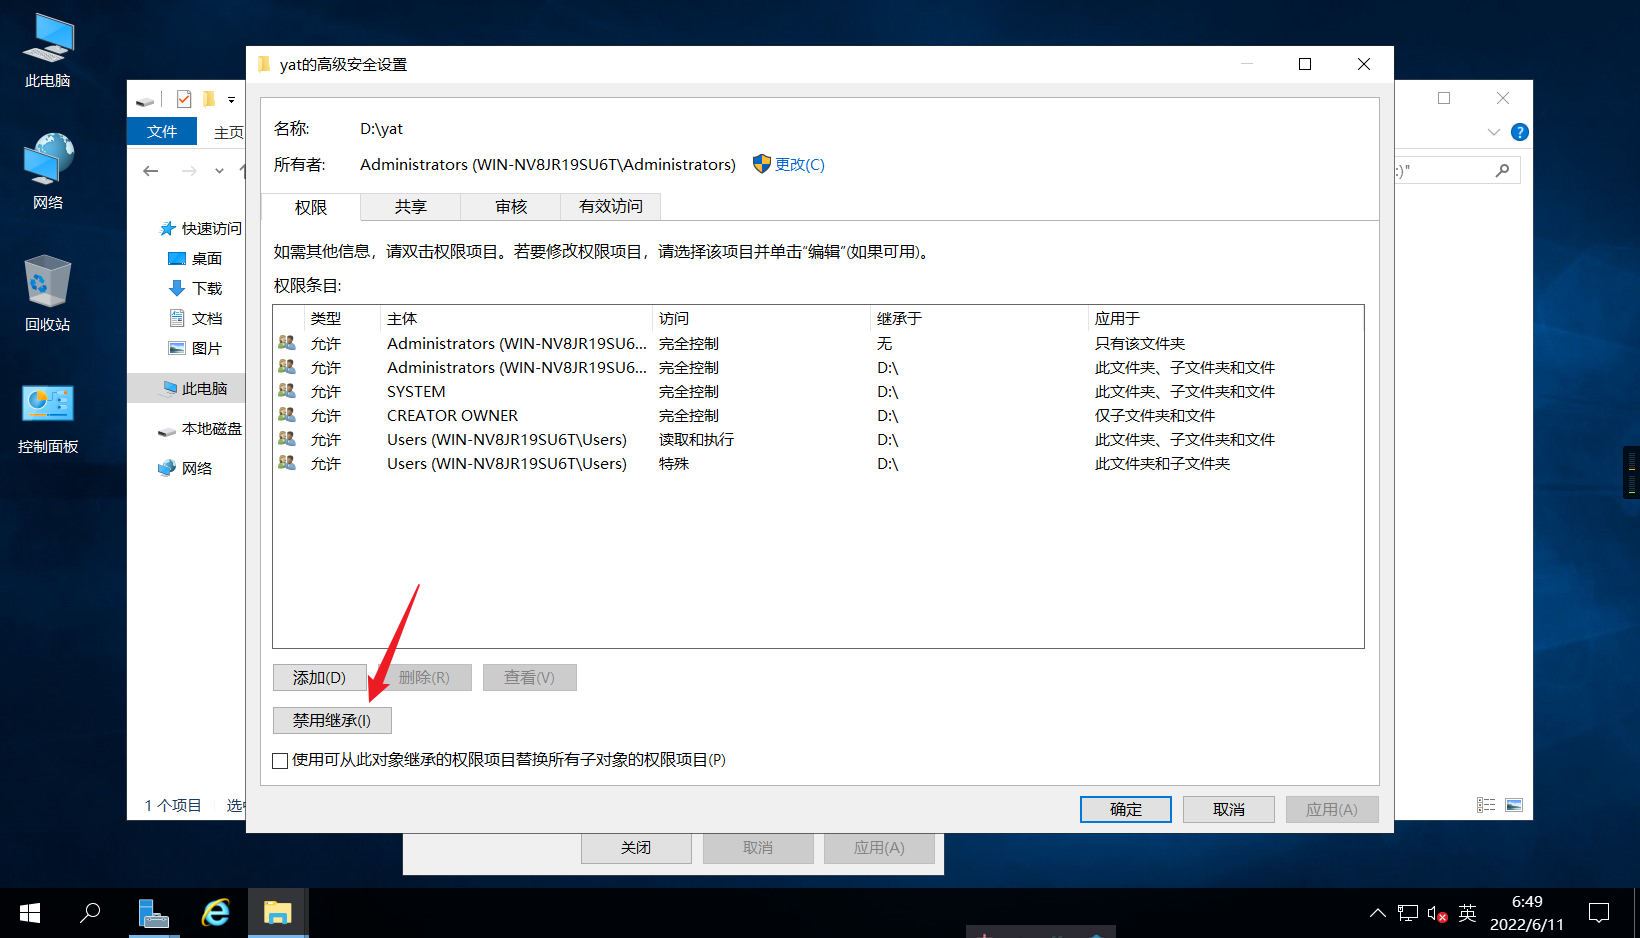 此电脑
网络
回收站
控制面板
文件
主页
快速访问
桌面
下载
文档
图片
此电脑
本地磁盘
网络
1 个项目
:)"
yat的高级安全设置
名称:
D:\yat
所有者:
Administrators (WIN-NV8JR19SU6T\Administrators)
更改(C)
权限 共享 审核 有效访问
如需其他信息，请双击权限项目。若要修改权限项目，请选择该项目并单击“编辑”(如果可用)。
权限条目:
类型 主体 访问 继承于 应用于
允许 Administrators (WIN-NV8JR19SU6... 完全控制 无 只有该文件夹
允许 Administrators (WIN-NV8JR19SU6... 完全控制 D:\ 此文件夹、子文件夹和文件
允许 SYSTEM 完全控制 D:\ 此文件夹、子文件夹和文件
允许 CREATOR OWNER 完全控制 D:\ 仅子文件夹和文件
允许 Users (WIN-NV8JR19SU6T\Users) 读取和执行 D:\ 此文件夹、子文件夹和文件
允许 Users (WIN-NV8JR19SU6T\Users) 特殊 D:\ 此文件夹和子文件夹
添加(D) 删除(R) 查看(V)
禁用继承(I)
使用可从此对象继承的权限项目替换所有子对象的权限项目(P)
确定 取消 应用(A)
关闭 取消 应用(A)
英
6:49
2022/6/11